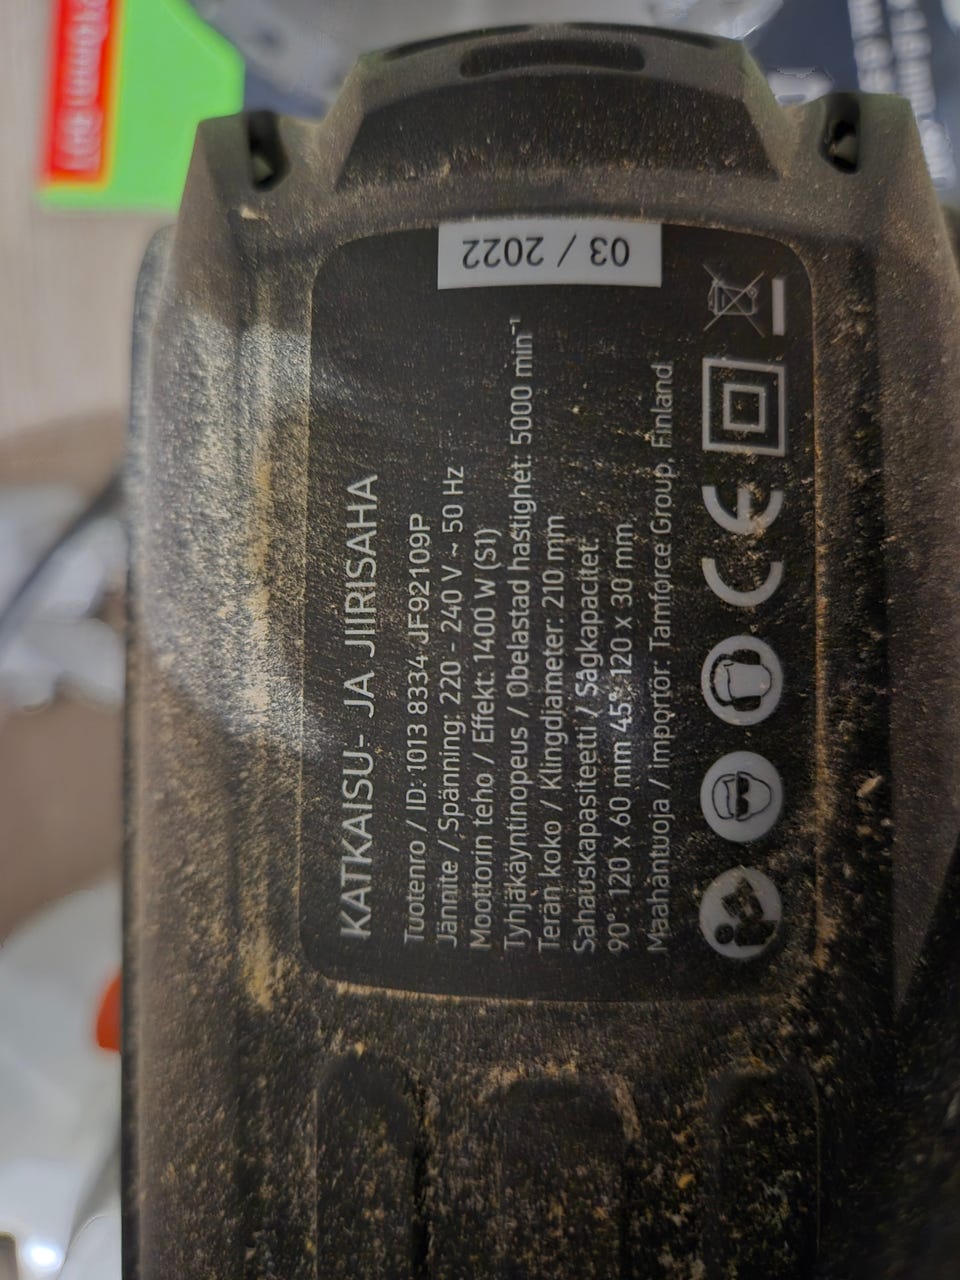 KATKAISU- JA JIIRISAHA
Tuotenro / ID: 1013 8334 JF92109P
Jännite / Spänning: 220 - 240 V ~ 50 Hz
Moottorin teho / Effekt: 1400 W (S1)
Tyhjäkäyntinopeus / Obelastad hastighet: 5000 min⁻¹
Terän koko / Klingdiameter: 210 mm
Sahauskapasiteetti / Sågkapacitet:
90°: 120 x 60 mm 45°: 120 x 30 mm
Maahantuoja / Importör: Tamforce Group, Finland
CE
03 / 2022